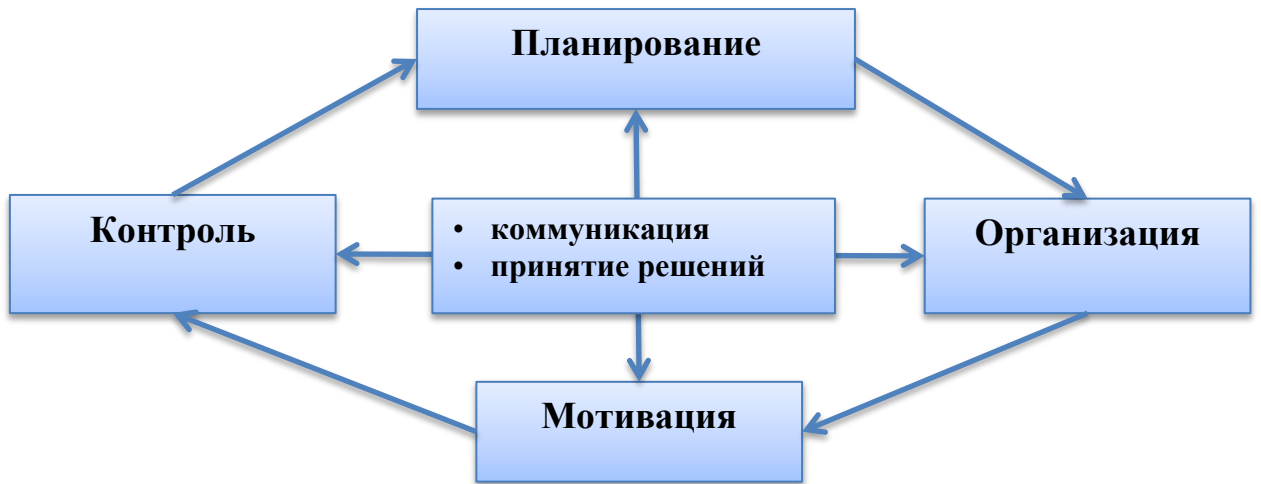 Планирование
Контроль
• коммуникация
• принятие решений
Организация
Мотивация